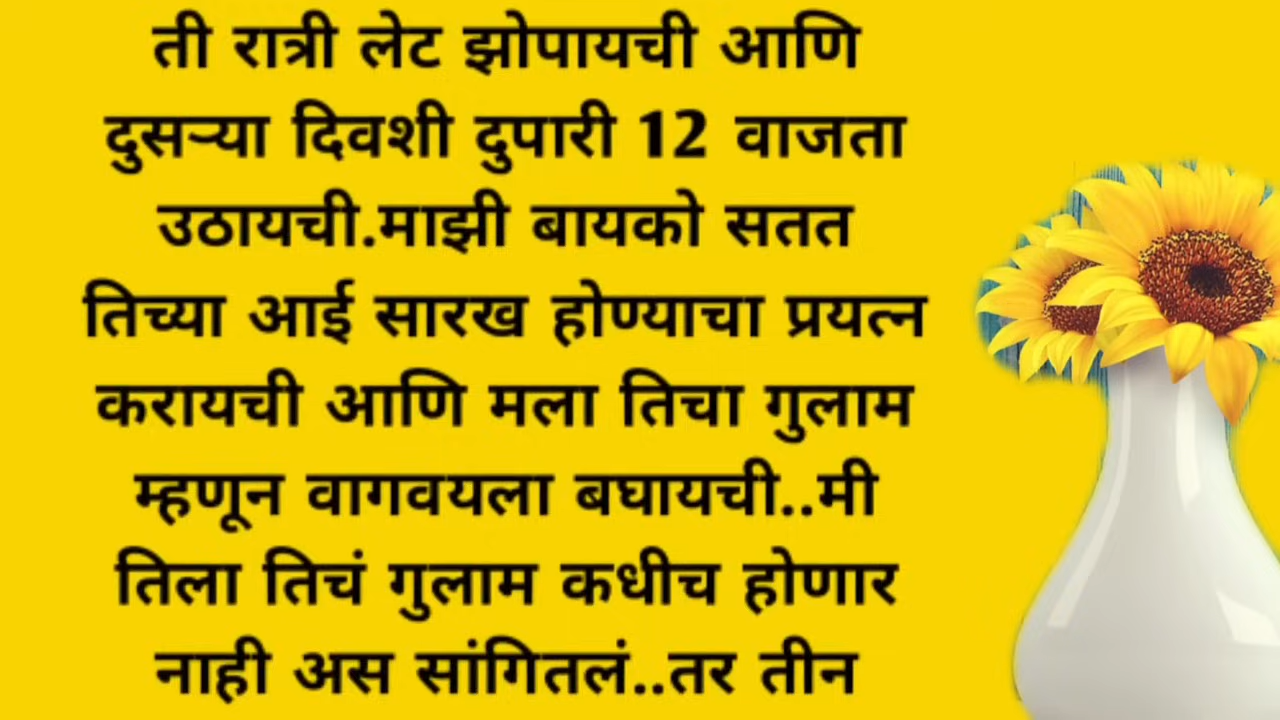 ती रात्री लेट झोपायची आणि
दुसऱ्या दिवशी दुपारी 12 वाजता
उठायची.माझी बायको सतत
तिच्या आई सारख होण्याचा प्रयत्न
करायची आणि मला तिचा गुलाम
म्हणून वागवयला बघायची..मी
तिला तिचं गुलाम कधीच होणार
नाही अस सांगितलं..तर तीन